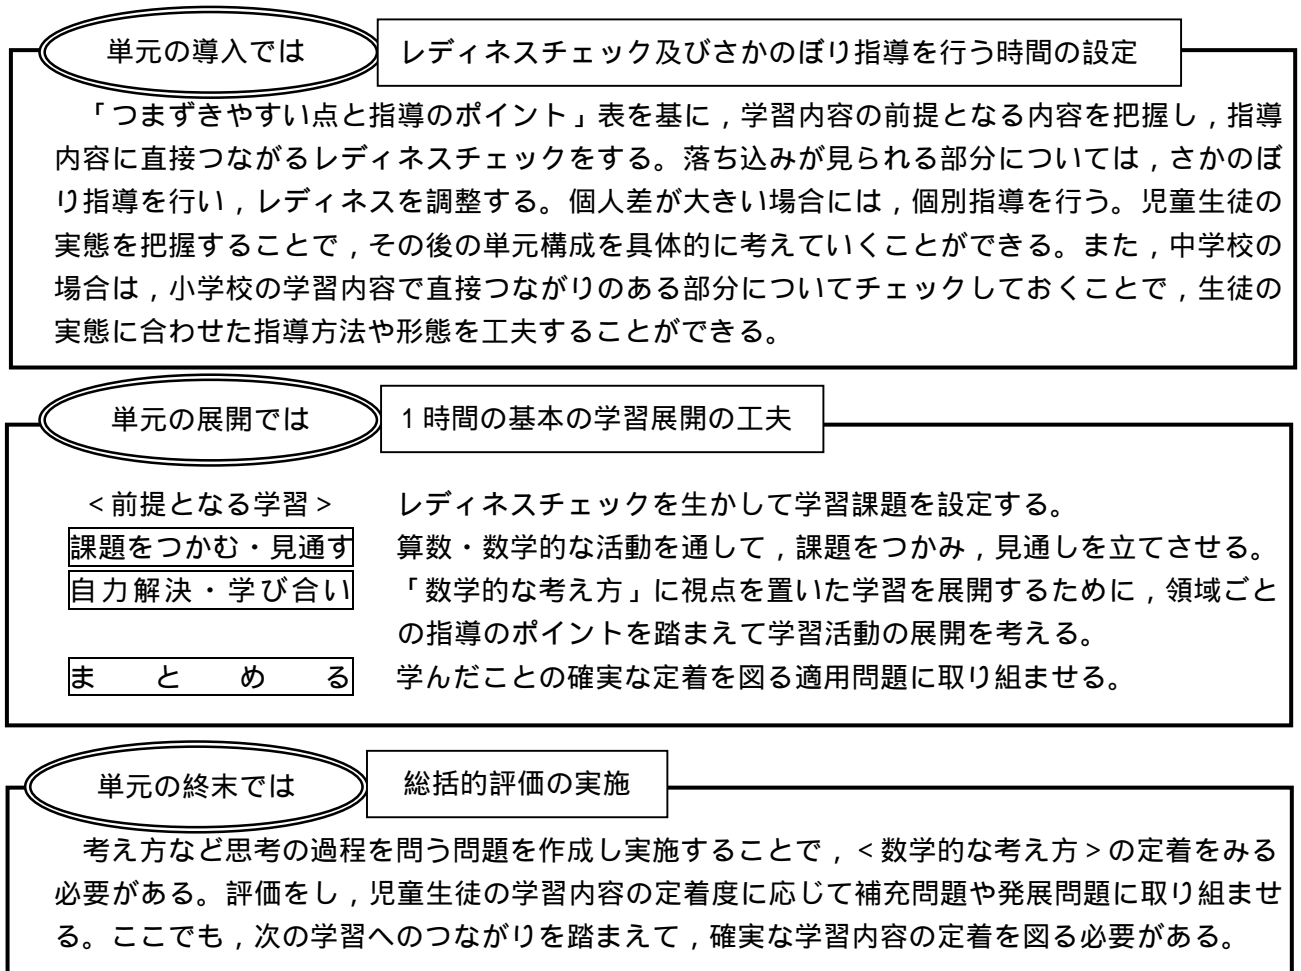 単元の導入では　レディネスチェック及びさかのぼり指導を行う時間の設定
「つまずきやすい点と指導のポイント」表を基に，学習内容の前提となる内容を把握し，指導
内容に直接つながるレディネスチェックをする。落ち込みが見られる部分については，さかのぼ
り指導を行い，レディネスを調整する。個人差が大きい場合には，個別指導を行う。児童生徒の
実態を把握することで，その後の単元構成を具体的に考えていくことができる。また，中学校の
場合は，小学校の学習内容で直接つながりのある部分についてチェックしておくことで，生徒の
実態に合わせた指導方法や形態を工夫することができる。
単元の展開では　１時間の基本の学習展開の工夫
＜前提となる学習＞　レディネスチェックを生かして学習課題を設定する。
課題をつかむ・見通す　算数・数学的な活動を通して，課題をつかみ，見通しを立てさせる。
自力解決・学び合い　「数学的な考え方」に視点を置いた学習を展開するために，領域ごと
の指導のポイントを踏まえて学習活動の展開を考える。
まとめる　学んだことの確実な定着を図る適用問題に取り組ませる。
単元の終末では　総括的評価の実施
考え方など思考の過程を問う問題を作成し実施することで，＜数学的な考え方＞の定着をみる
必要がある。評価をし，児童生徒の学習内容の定着度に応じて補充問題や発展問題に取り組ませ
る。ここでも，次の学習へのつながりを踏まえて，確実な学習内容の定着を図る必要がある。